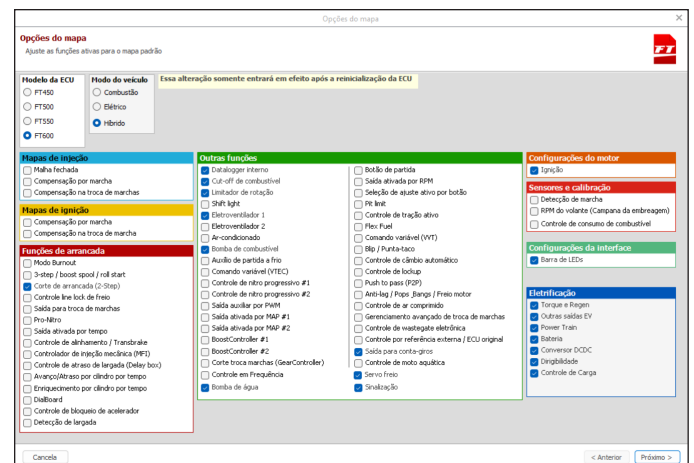 Opções do mapa
Opções do mapa
Ajuste as funções ativas para o mapa padrão
FT
Modelo da ECU
FT450
FT500
FT550
FT600
Modo do veículo
Combustão
Elétrico
Híbrido
Essa alteração somente entrará em efeito após a reinicialização da ECU
Mapas de injeção
Malha fechada
Compensação por marcha
Compensação na troca de marchas
Mapas de ignição
Compensação por marcha
Compensação na troca de marcha
Funções de arrancada
Modo Burnout
3-step / boost spool / roll start
Corte de arrancada (2-Step)
Controle line lock de freio
Saída para troca de marchas
Pro-Nitro
Saída ativada por tempo
Controle de alinhamento / Transbrake
Controlador de injeção mecânica (MFI)
Controle de atraso de largada (Delay box)
Avanço/Atraso por cilindro por tempo
Enriquecimento por cilindro por tempo
DialBoard
Controle de bloqueio de acelerador
Detecção de largada
Outras funções
Datalogger interno
Cut-off de combustível
Limitador de rotação
Shift light
Eletroventilador 1
Eletroventilador 2
Ar-condicionado
Auxílio de partida a frio
Bomba de combustível
Comando variável (VTEC)
Controle de nitro progressivo #1
Controle de nitro progressivo #2
Saída auxiliar por PWM
Saída ativada por MAP #1
Saída ativada por MAP #2
BoostController #1
BoostController #2
Corte troca marchas (GearController)
Controle em Frequência
Bomba de água
Botão de partida
Saída ativada por RPM
Seleção de ajuste ativo por botão
Pit limit
Controle de tração ativo
Flex Fuel
Comando variável (VVT)
Blip / Punta-taco
Controle de câmbio automático
Controle de lockup
Push to pass (P2P)
Anti-lag / Pops_Bangs / Freio motor
Controle de ar comprimido
Gerenciamento avançado de troca de marchas
Controle de wastegate eletrônica
Controle por referência externa / ECU original
Saída para conta-giros
Controle de moto aquática
Servo freio
Sinalização
Configurações do motor
Ignição
Sensores e calibração
Detecção de marcha
RPM do volante (Campana da embreagem)
Controle de consumo de combustível
Configurações da Interface
Barra de LEDs
Eletrificação
Torque e Regen
Outras saídas EV
Power Train
Bateria
Conversor DCDC
Dirigibilidade
Controle de Carga
Cancela
< Anterior
Próximo >